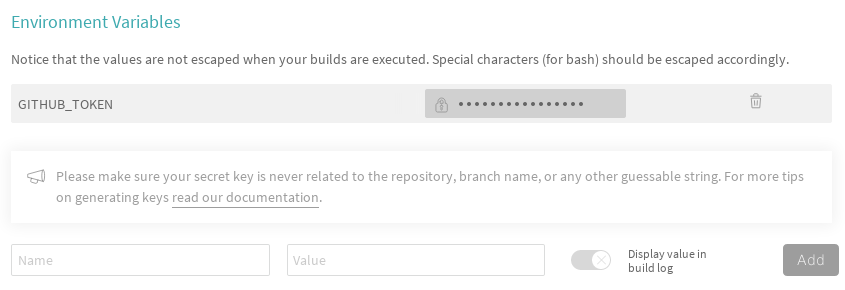 Environment Variables
Notice that the values are not escaped when your builds are executed. Special characters (for bash) should be escaped accordingly.
GITHUB_TOKEN ••••••••••••••••
Please make sure your secret key is never related to the repository, branch name, or any other guessable string. For more tips
on generating keys read our documentation.
Name Value Display value in
build log
Add